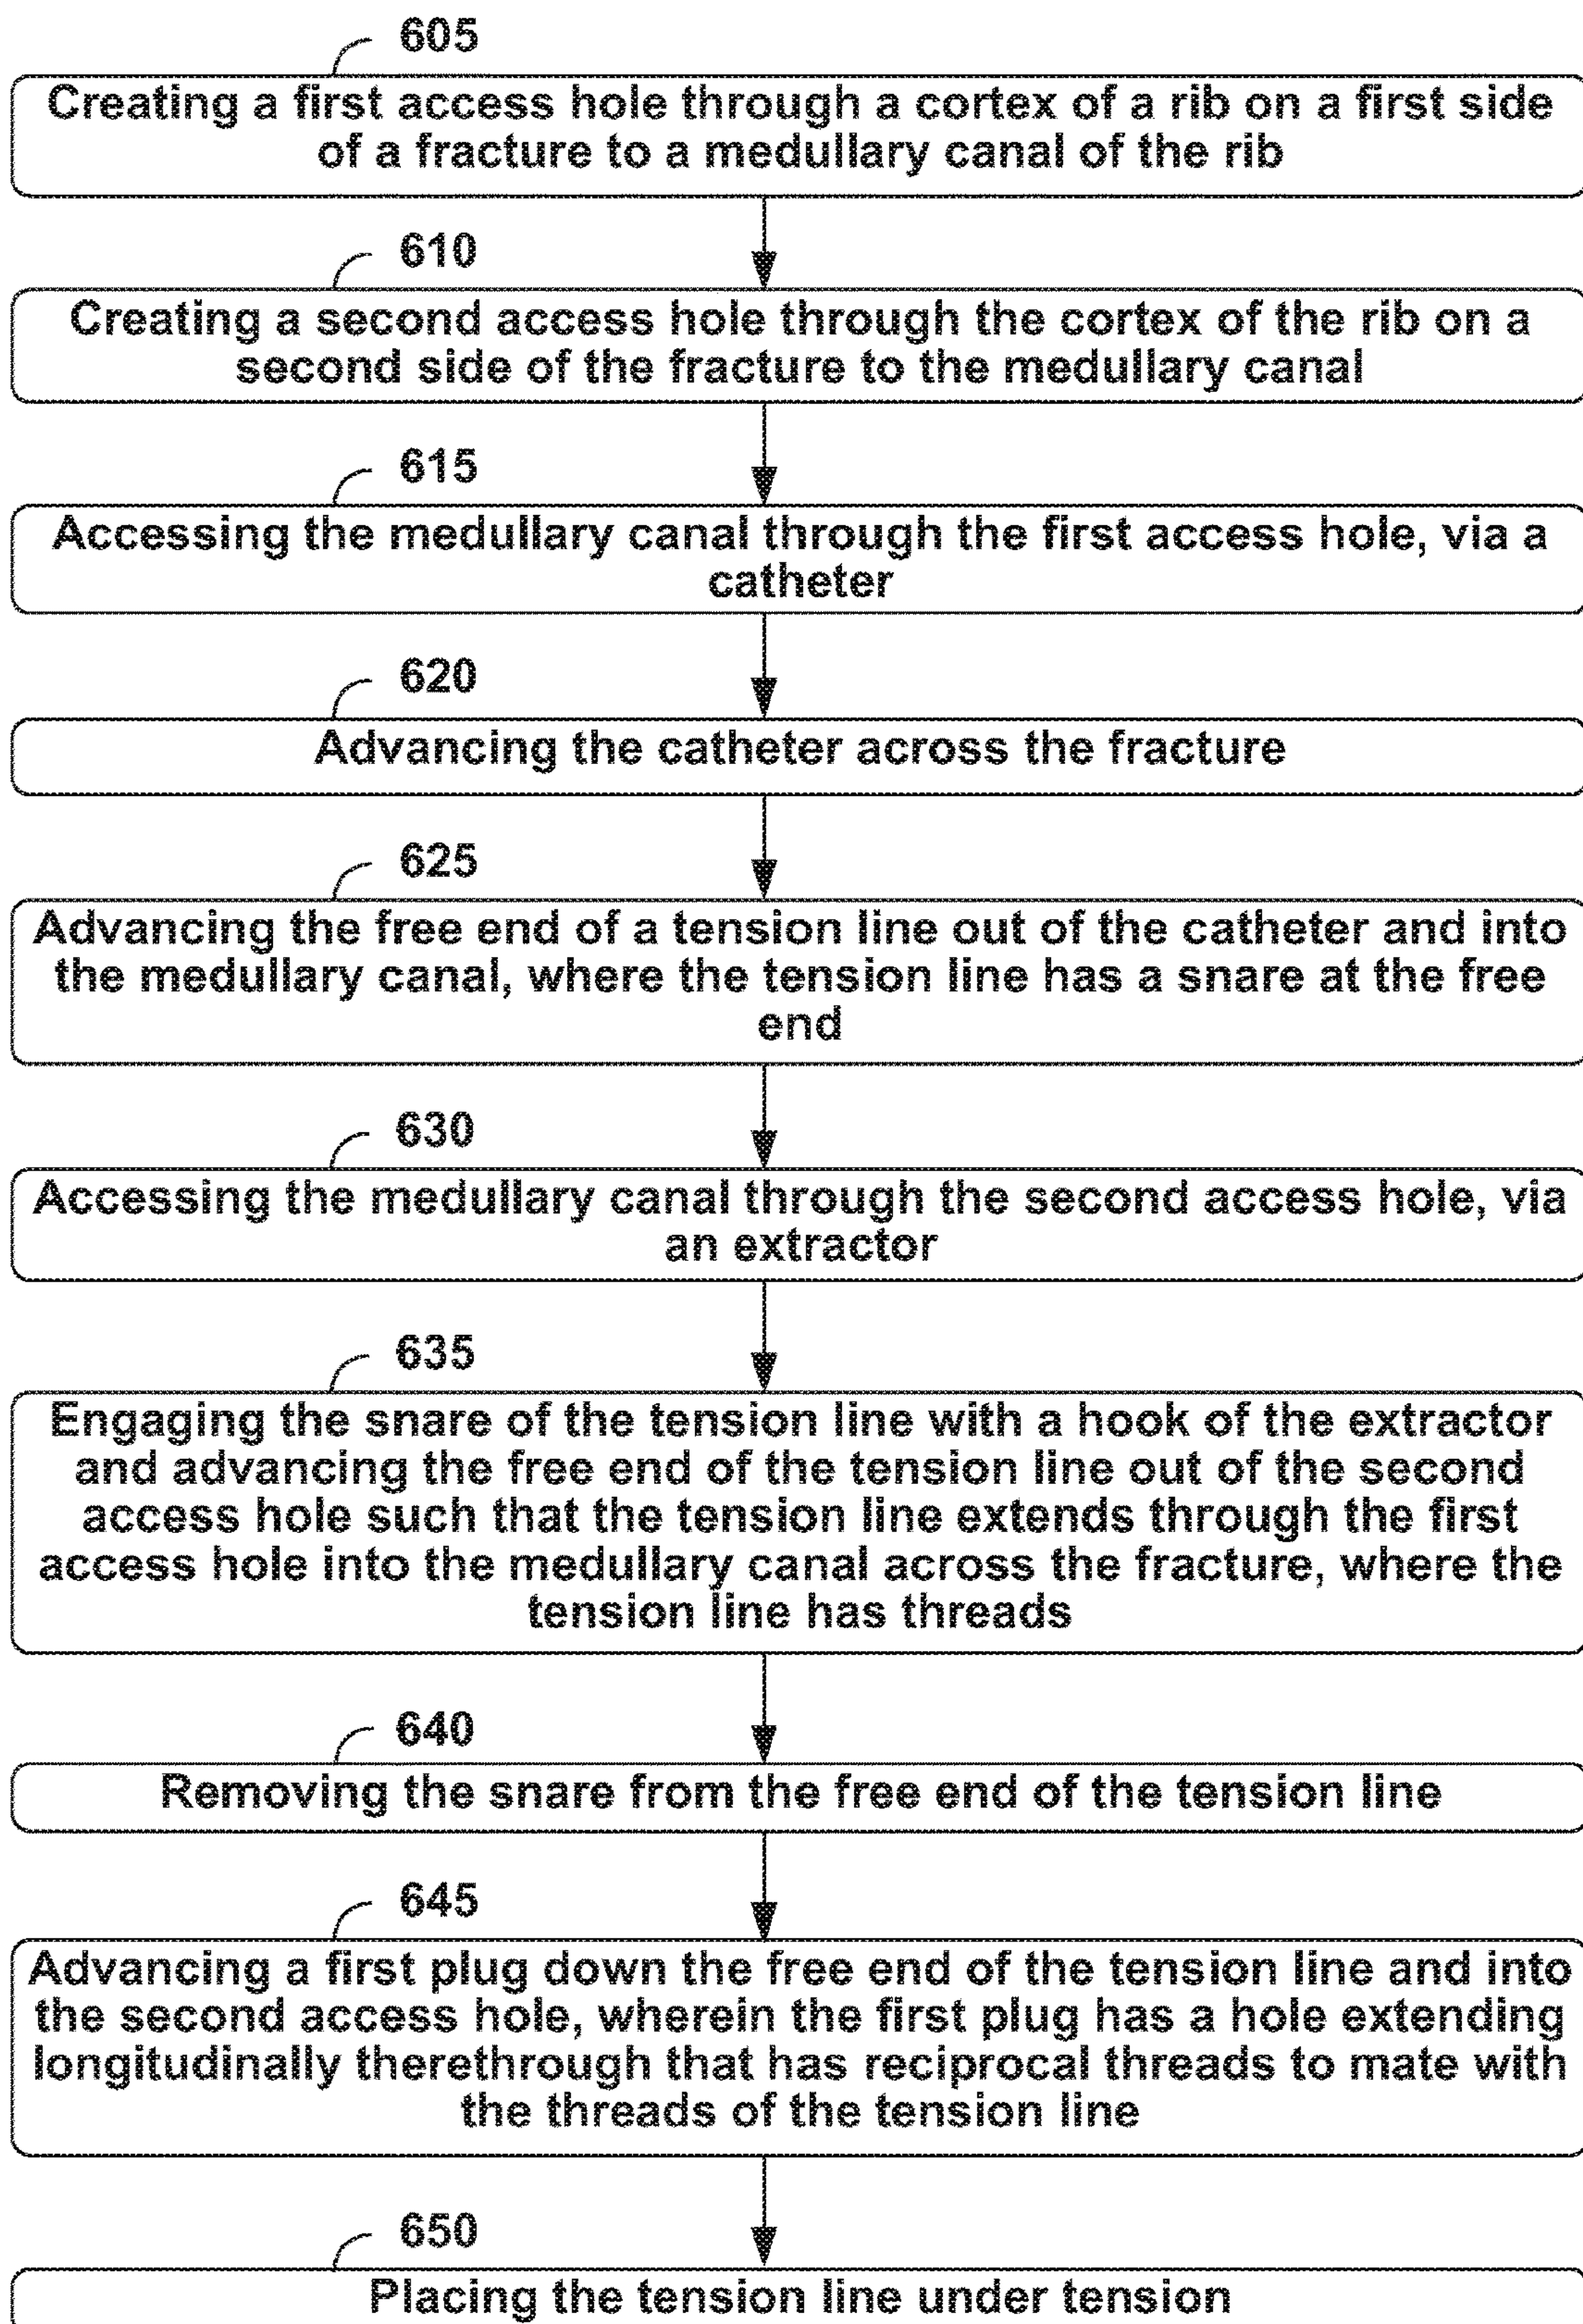 605
Creating a first access hole through a cortex of a rib on a first side
of a fracture to a medullary canal of the rib
610
Creating a second access hole through the cortex of the rib on a
second side of the fracture to the medullary canal
615
Accessing the medullary canal through the first access hole, via a
catheter
620
Advancing the catheter across the fracture
625
Advancing the free end of a tension line out of the catheter and into
the medullary canal, where the tension line has a snare at the free
end
630
Accessing the medullary canal through the second access hole, via
an extractor
635
Engaging the snare of the tension line with a hook of the extractor
and advancing the free end of the tension line out of the second
access hole such that the tension line extends through the first
access hole into the medullary canal across the fracture, where the
tension line has threads
640
Removing the snare from the free end of the tension line
645
Advancing a first plug down the free end of the tension line and into
the second access hole, wherein the first plug has a hole extending
longitudinally therethrough that has reciprocal threads to mate with
the threads of the tension line
650
Placing the tension line under tension